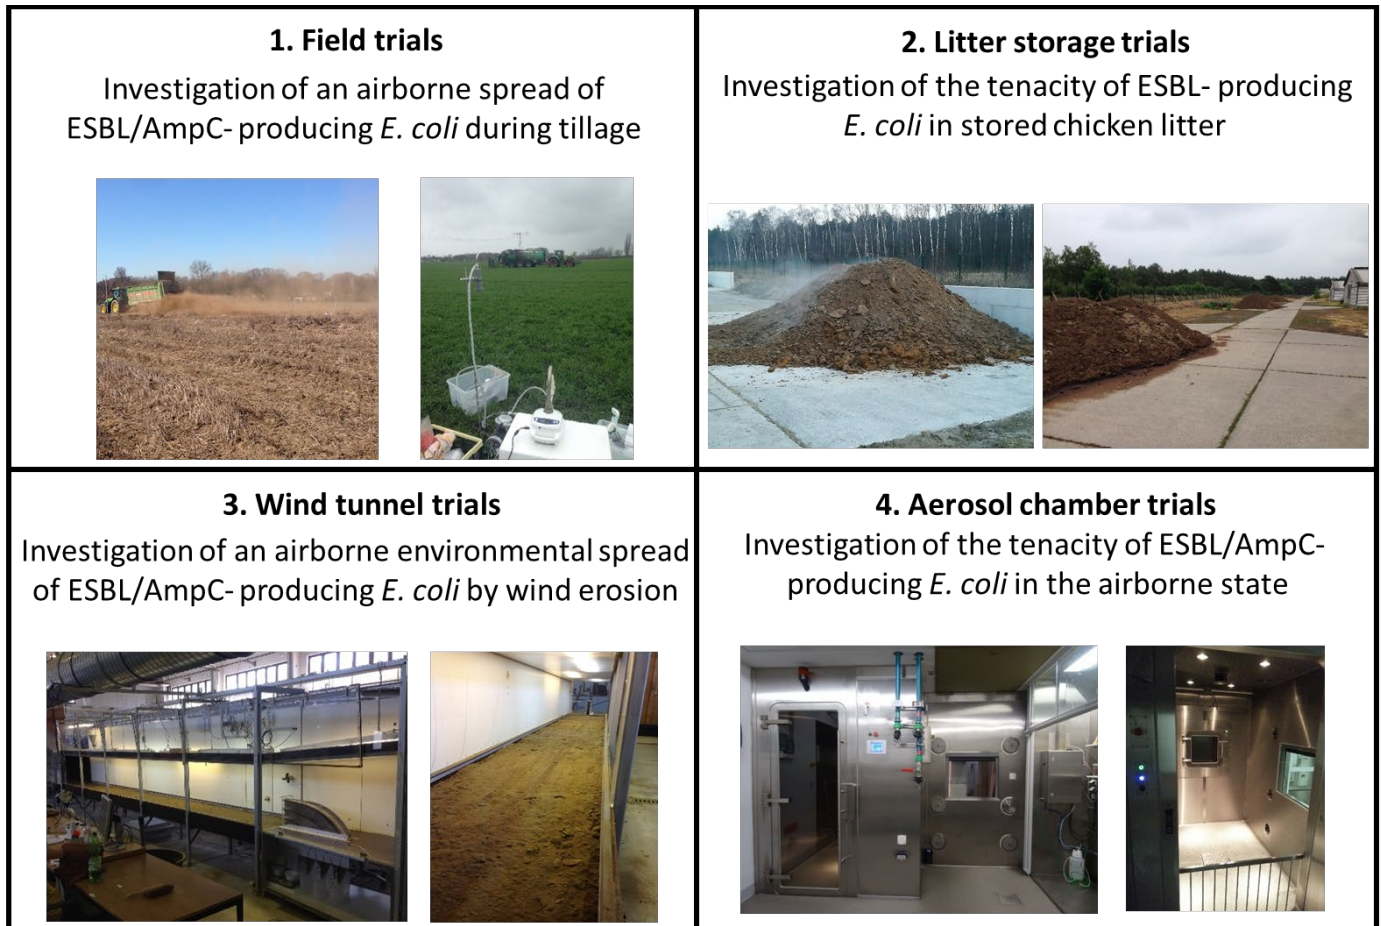 1. Field trials
Investigation of an airborne spread of
ESBL/AmpC- producing E. coli during tillage
2. Litter storage trials
Investigation of the tenacity of ESBL- producing
E. coli in stored chicken litter
3. Wind tunnel trials
Investigation of an airborne environmental spread
of ESBL/AmpC- producing E. coli by wind erosion
4. Aerosol chamber trials
Investigation of the tenacity of ESBL/AmpC-
producing E. coli in the airborne state